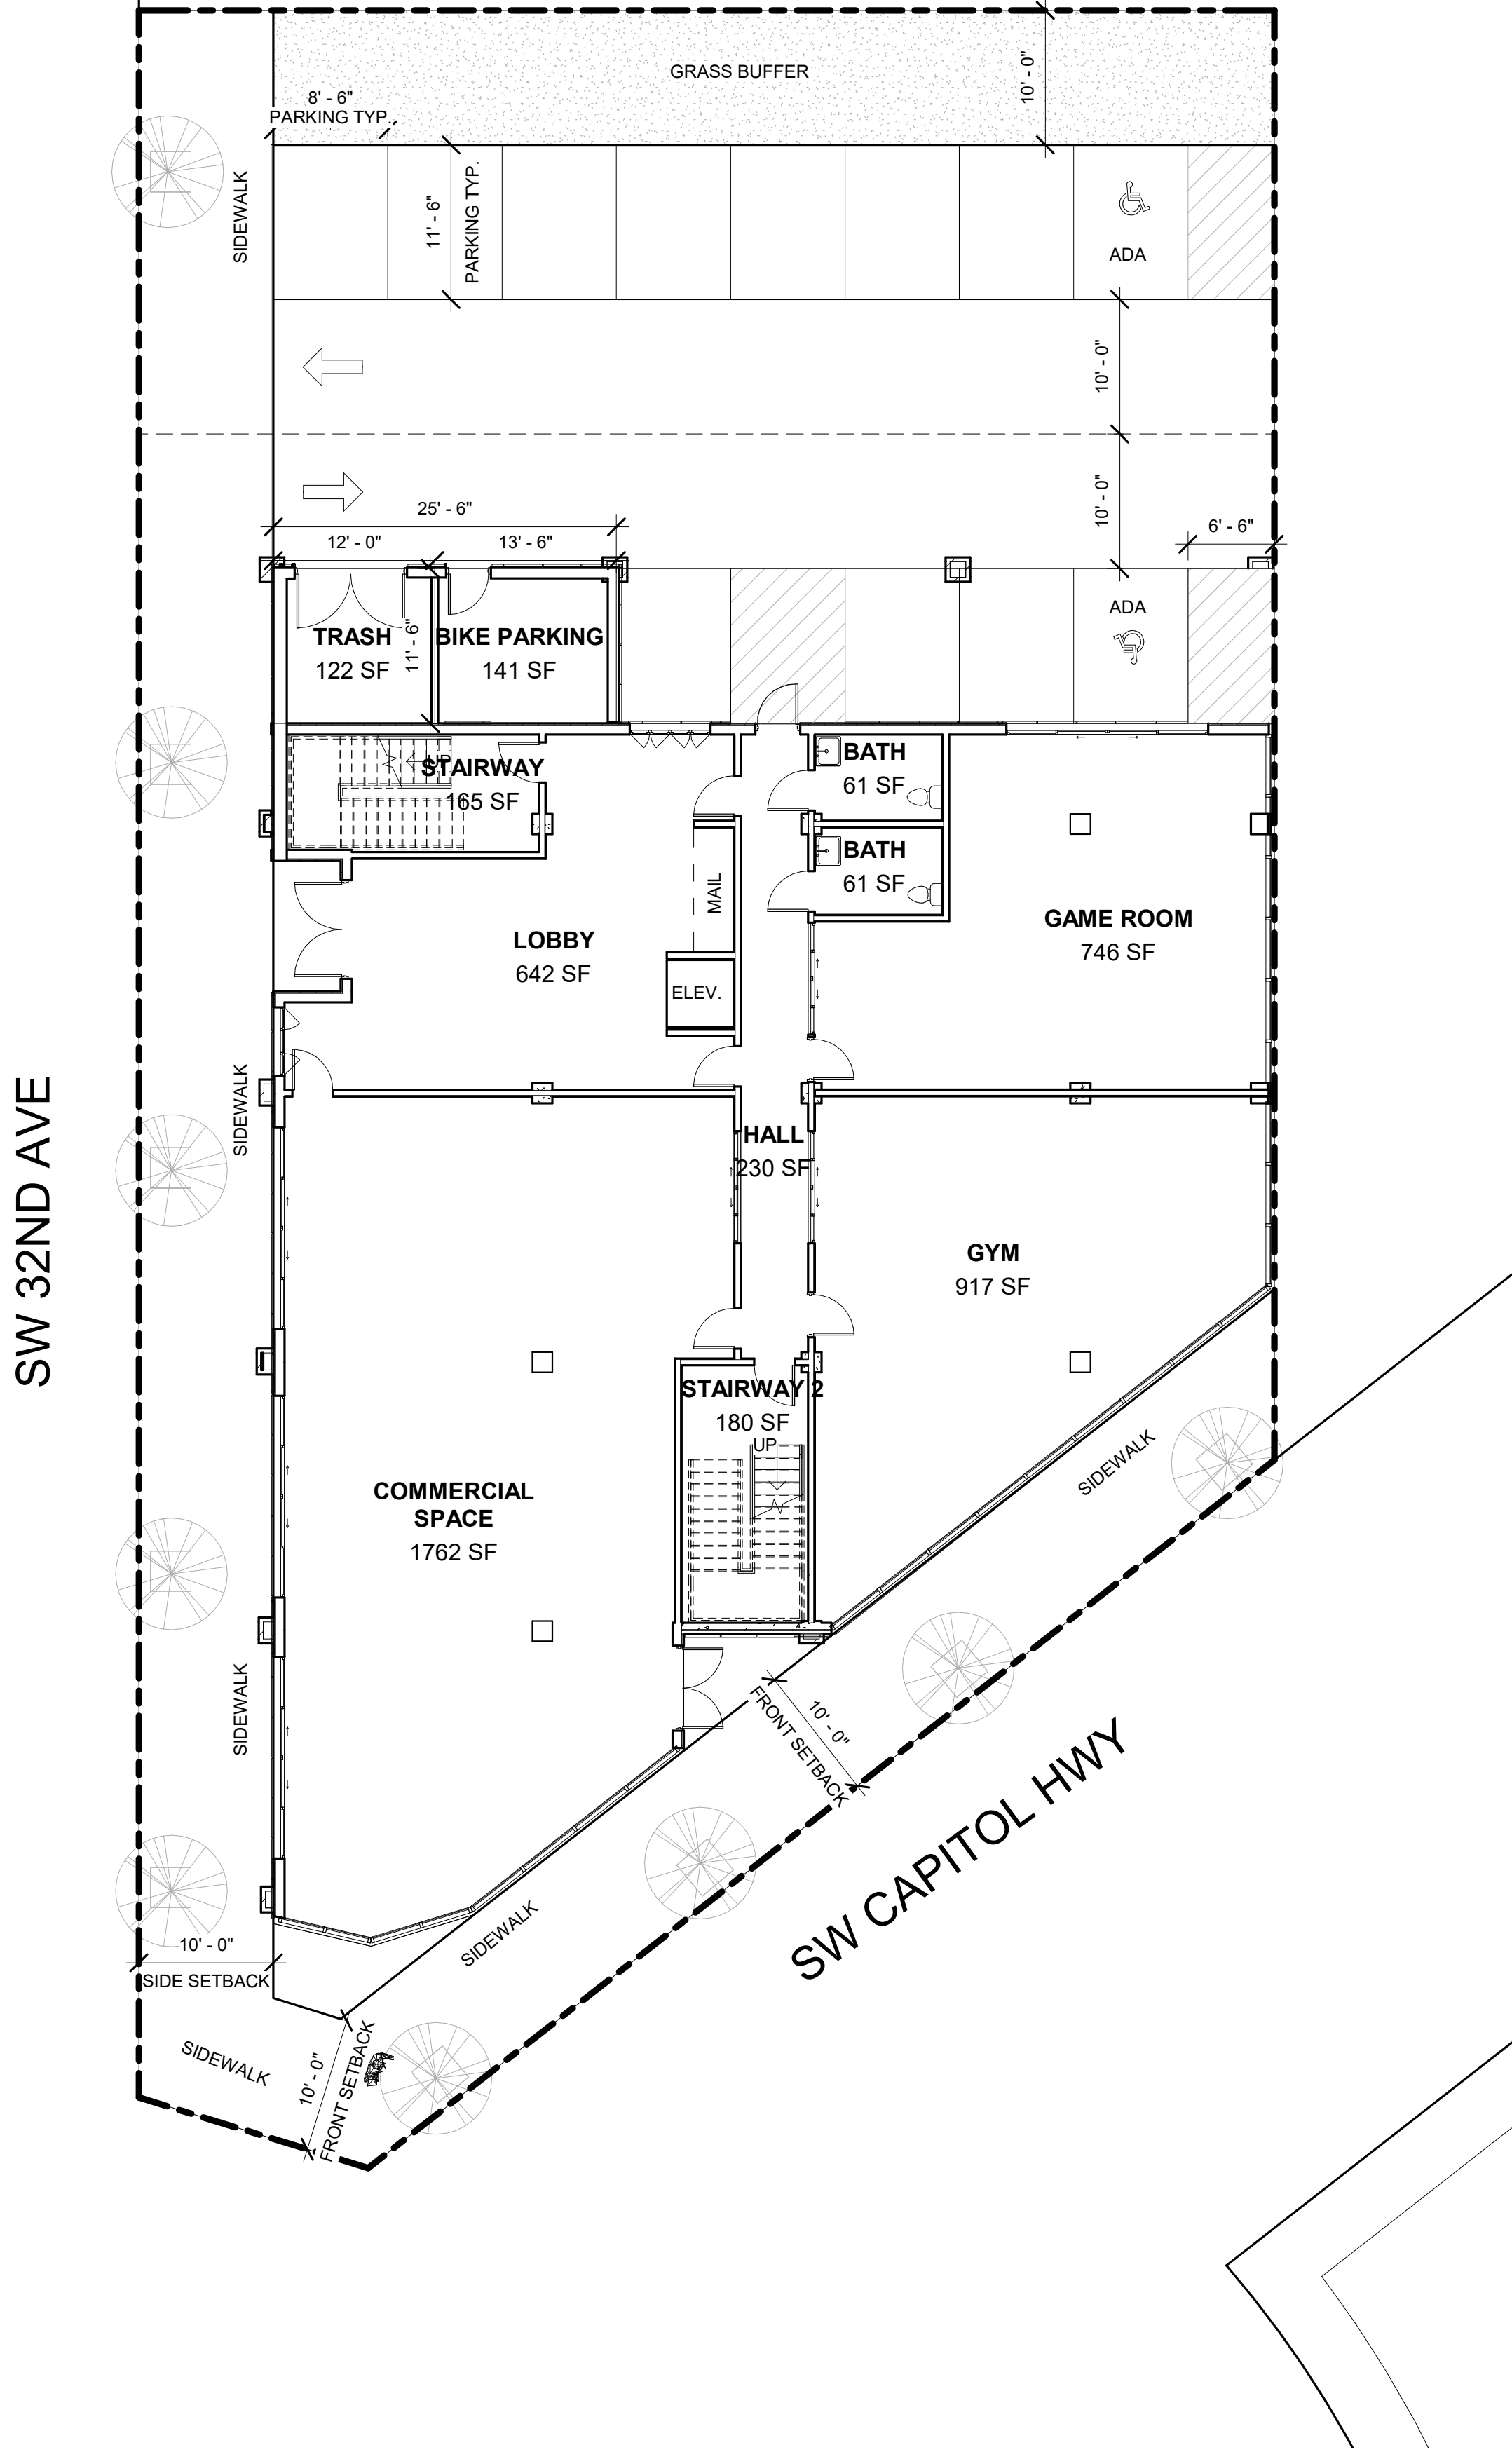 GRASS BUFFER
10' - 0"
8' - 6"
PARKING TYP.
SIDEWALK
11' - 6"
PARKING TYP.
ADA
10' - 0"
10' - 0"
25' - 6"
12' - 0"
13' - 6"
6' - 6"
TRASH
122 SF
11' - 6"
BIKE PARKING
141 SF
ADA
UP
STAIRWAY
165 SF
BATH
61 SF
BATH
61 SF
MAIL
LOBBY
642 SF
ELEV.
GAME ROOM
746 SF
SW 32ND AVE
SIDEWALK
HALL
230 SF
GYM
917 SF
STAIRWAY 2
180 SF
UP
COMMERCIAL
SPACE
1762 SF
SIDEWALK
SIDEWALK
10' - 0"
FRONT SETBACK
SW CAPITOL HWY
SIDEWALK
10' - 0"
SIDE SETBACK
SIDEWALK
10' - 0"
FRONT SETBACK